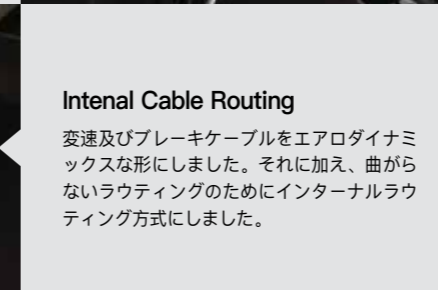 Intenal Cable Routing
変速及びブレーキケーブルをエアロダイナミ
ックスな形にしました。それに加え、曲がら
ないラウティングのためにインターナルラウ
ティング方式にしました。